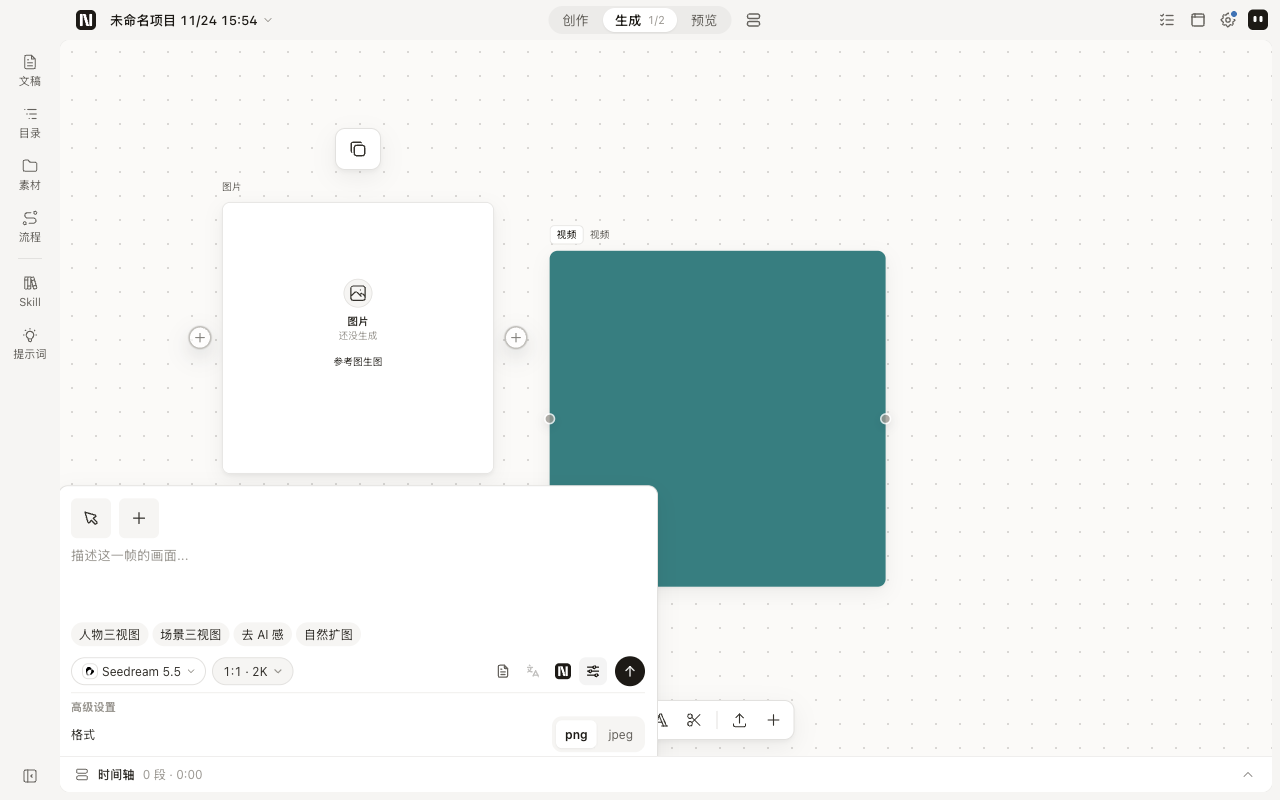 未命名项目 11/24 15:54
创作
生成 1/2
预览
文稿
目录
素材
流程
Skill
提示词
图片
图片
还没生成
参考图生图
视频 视频
描述这一帧的画面...
人物三视图 场景三视图 去 AI 感 自然扩图
Seedream 5.5 1:1 · 2K
高级设置
格式 png jpeg
时间轴 0 段 · 0:00